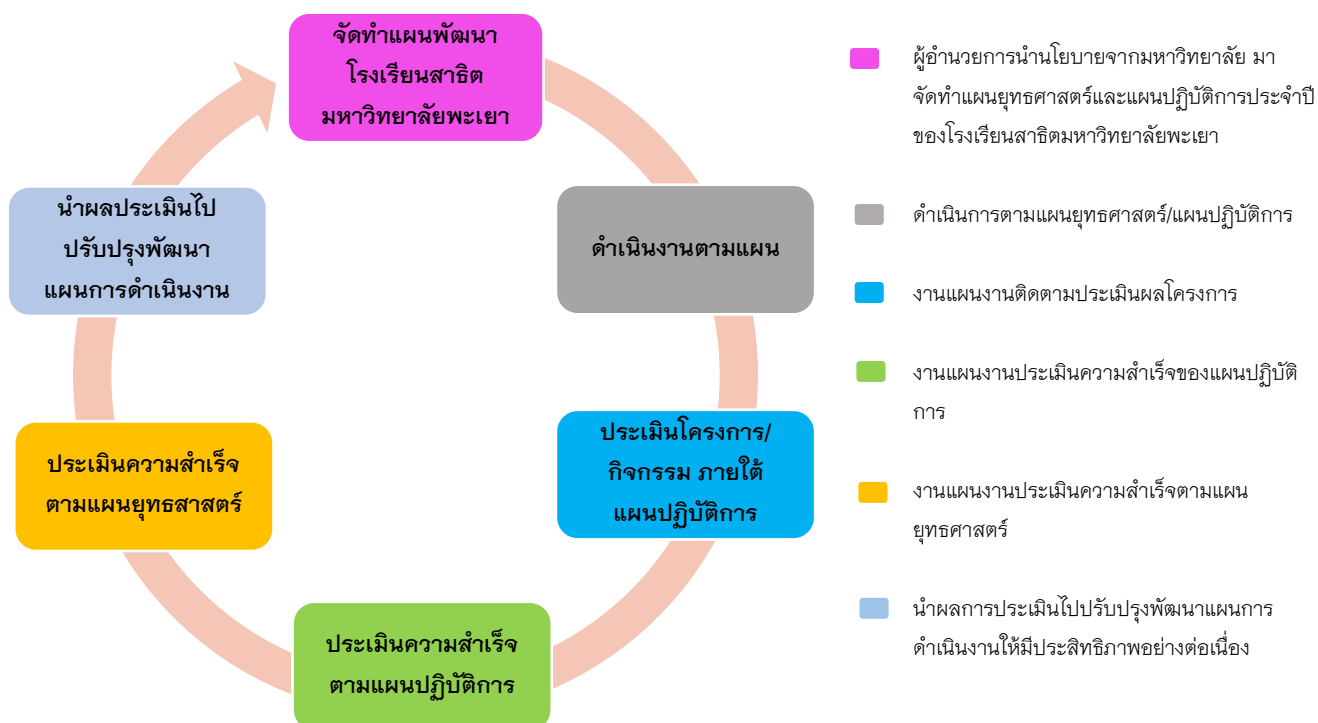 จัดทำแผนพัฒนา
โรงเรียนสาธิต
มหาวิทยาลัยพะเยา
ดำเนินงานตามแผน
ประเมินโครงการ/
กิจกรรม ภายใต้
แผนปฏิบัติการ
ประเมินความสำเร็จ
ตามแผนปฏิบัติการ
ประเมินความสำเร็จ
ตามแผนยุทธสาสตร์
นำผลประเมินไป
ปรับปรุงพัฒนา
แผนการดำเนินงาน
ผู้อำนวยการนำนโยบายจากมหาวิทยาลัย มา
จัดทำแผนยุทธศาสตร์และแผนปฏิบัติการประจำปี
ของโรงเรียนสาธิตมหาวิทยาลัยพะเยา
ดำเนินการตามแผนยุทธศาสตร์/แผนปฏิบัติการ
งานแผนงานติดตามประเมินผลโครงการ
งานแผนงานประเมินความสำเร็จของแผนปฏิบัติ
การ
งานแผนงานประเมินความสำเร็จตามแผน
ยุทธศาสตร์
นำผลการประเมินไปปรับปรุงพัฒนาแผนการ
ดำเนินงานให้มีประสิทธิภาพอย่างต่อเนื่อง